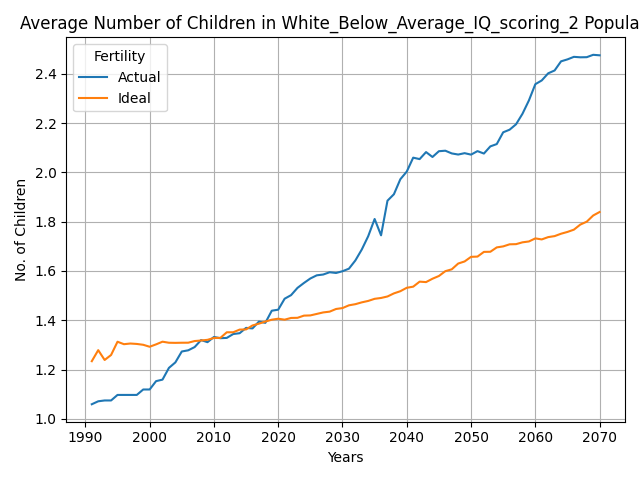 Average Number of Children in White_Below_Average_IQ_scoring_2 Popula
Fertility
Actual
Ideal
No. of Children
2.4
2.2
2.0
1.8
1.6
1.4
1.2
1.0
1990 2000 2010 2020 2030 2040 2050 2060 2070
Years